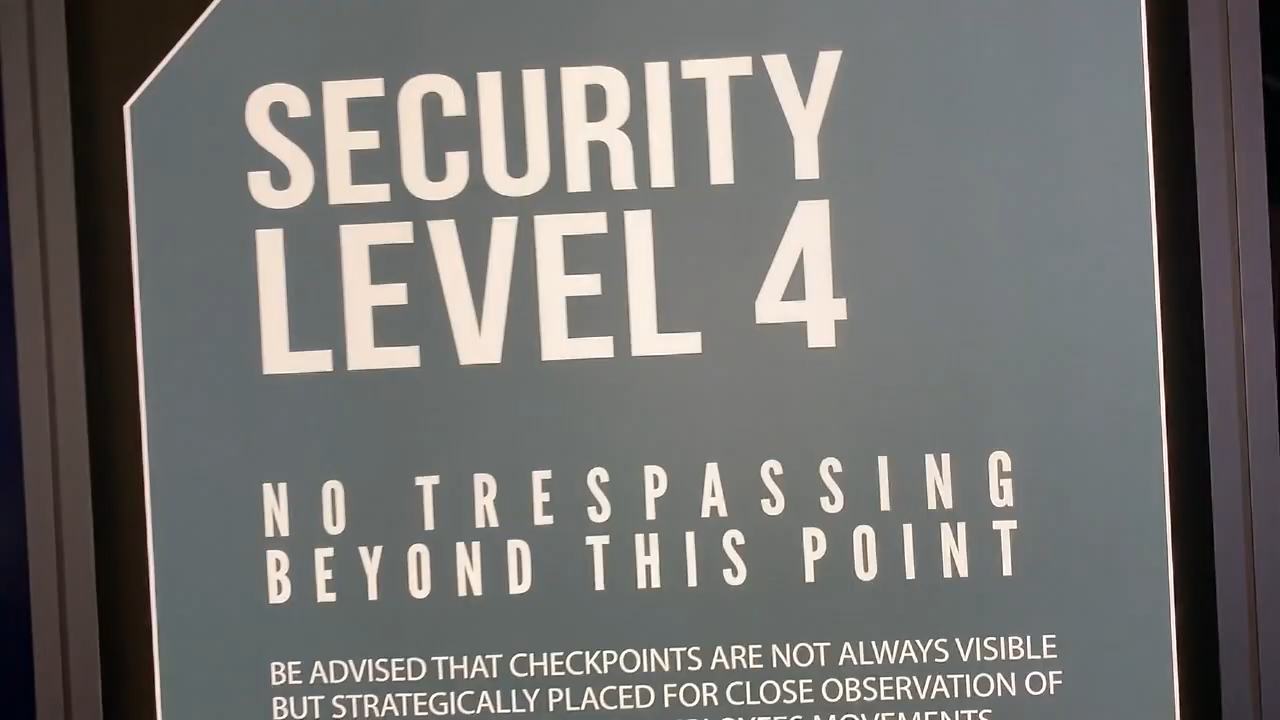 SECURITY
LEVEL 4
NO TRESPASSING
BEYOND THIS POINT
BE ADVISED THAT CHECKPOINTS ARE NOT ALWAYS VISIBLE
BUT STRATEGICALLY PLACED FOR CLOSE OBSERVATION OF
MOVEMENTS